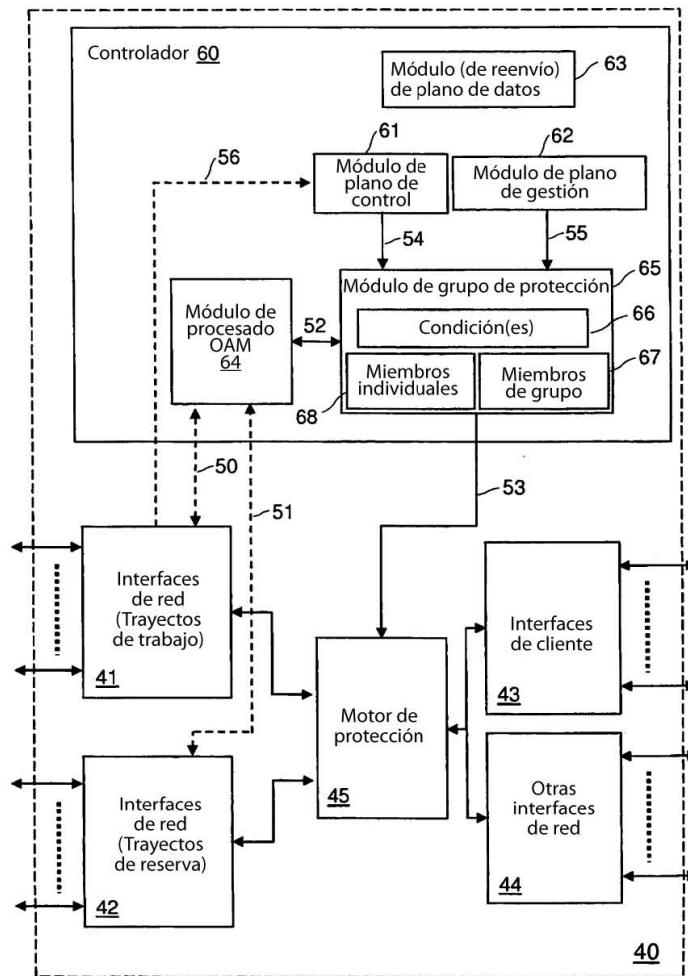 Controlador 60
Módulo (de reenvío)
de plano de datos
63
61
62
56
Módulo de
plano de
control
Módulo de plano
de gestión
54
55
65
Módulo de grupo de protección
Módulo de
procesado
OAM
64
52
Condición(es)
66
67
Miembros
individuales
Miembros
de grupo
68
50
51
53
Interfaces
de red
(Trayectos
de trabajo)
41
Interfaces
de cliente
43
Motor de
protección
45
Interfaces
de red
(Trayectos
de reserva)
42
Otras
interfaces
de red
44
40